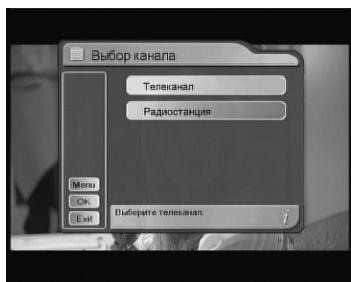 Выбор канала
Телеканал
Радиостанция
Menu
OK
Exit
Выберите телеканал.
i